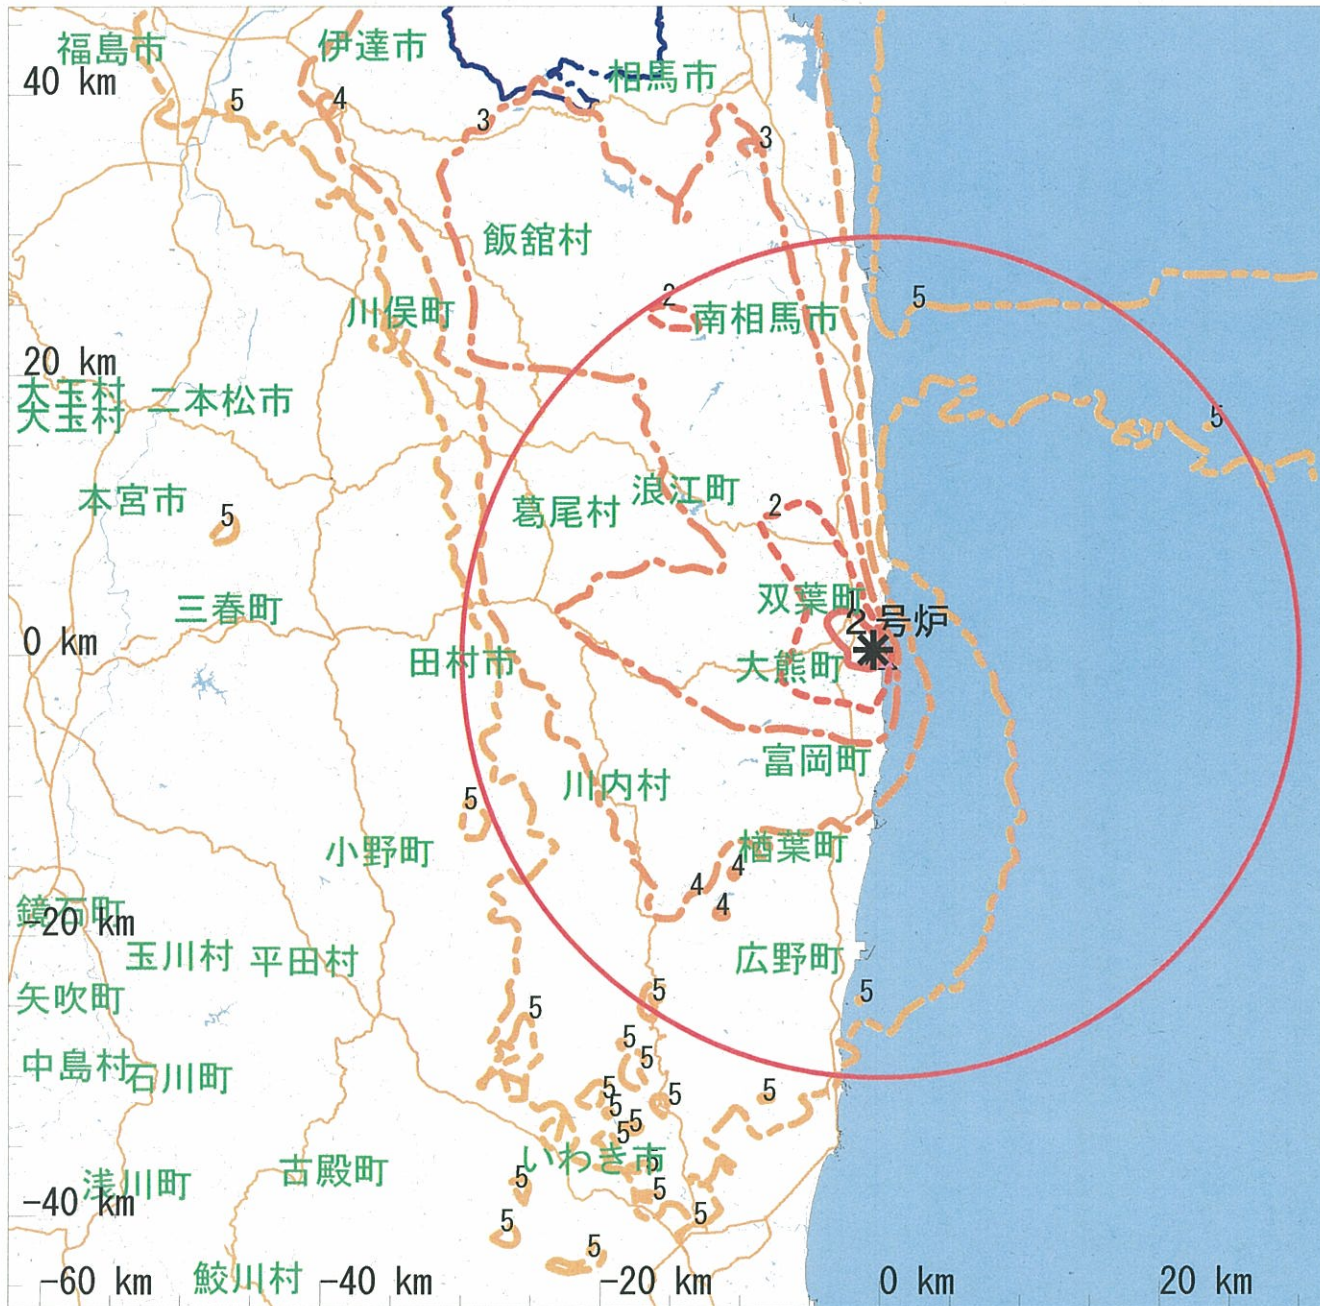 福島市
伊達市
相馬市
40 km
5
4
3
3
飯舘村
2
5
川俣町
南相馬市
20 km
大玉村
大玉村
二本松市
5
本宮市
5
葛尾村
浪江町
2
三春町
双葉町
1
2号炉
0 km
田村市
大熊町
富岡町
川内村
5
小野町
楢葉町
4
4
4
鏡石町
-20 km
玉川村
平田村
広野町
矢吹町
5
5
5
中島村
石川町
5
5
5
5
5
5
5
5
いわき市
5
古殿町
浅川町
-40 km
5
5
5
5
5
鮫川村
-60 km
-40 km
-20 km
0 km
20 km